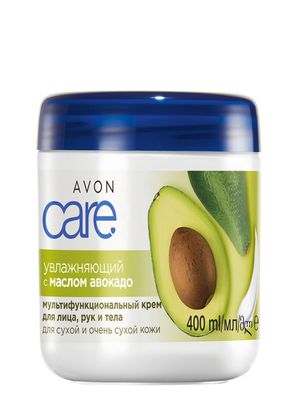 AVON
care
увлажняющий
с маслом авокадо
мультифункциональный крем
для лица, рук и тела
для сухой и очень сухой кожи
400 ml/мл/